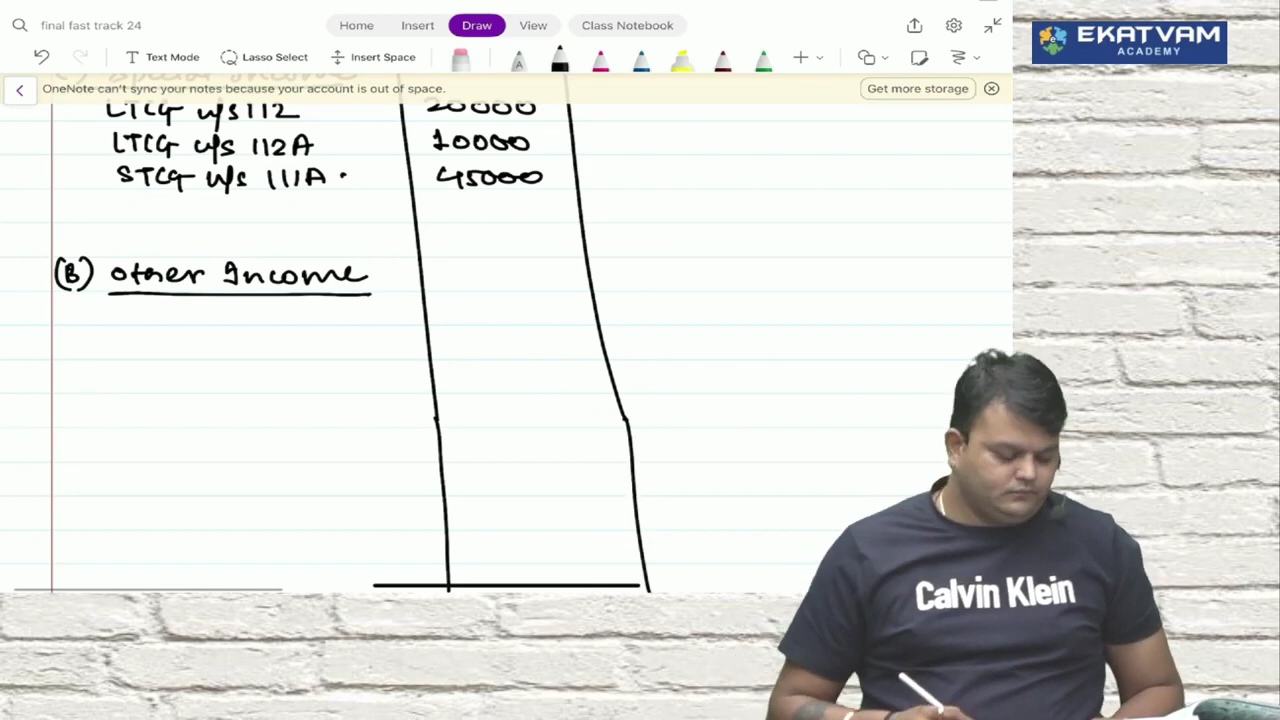 final fast track 24
Home Insert Draw View Class Notebook
Text Mode Lasso Select Insert Space
OneNote can't sync your notes because your account is out of space. Get more storage
LTCG u/s 112 20000
LTCG u/s 112A 10000
STCG u/s 111A 45000
(B) Other Income
EKATVAM
ACADEMY
Calvin Klein